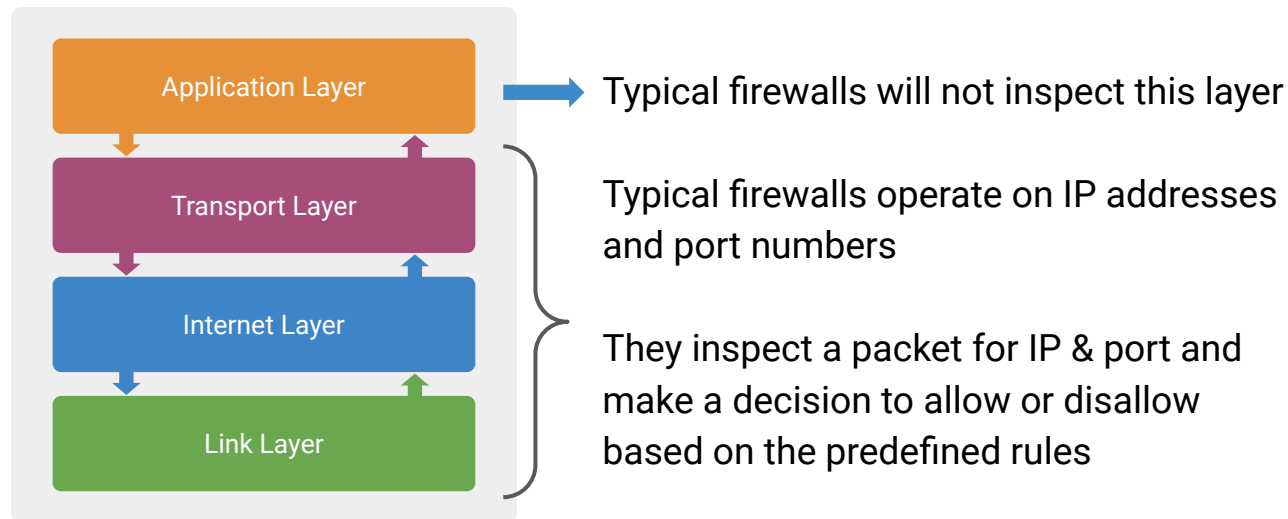 Application Layer
Typical firewalls will not inspect this layer
Transport Layer
Typical firewalls operate on IP addresses
and port numbers
Internet Layer
They inspect a packet for IP & port and
make a decision to allow or disallow
based on the predefined rules
Link Layer